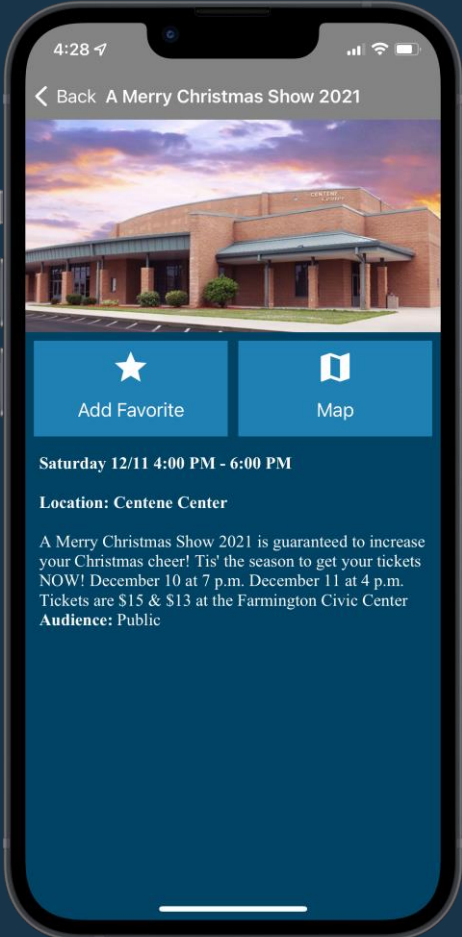 4:28
Back A Merry Christmas Show 2021
CENTENE
CENTER
Add Favorite
Map
Saturday 12/11 4:00 PM - 6:00 PM
Location: Centene Center
A Merry Christmas Show 2021 is guaranteed to increase
your Christmas cheer! Tis' the season to get your tickets
NOW! December 10 at 7 p.m. December 11 at 4 p.m.
Tickets are $15 & $13 at the Farmington Civic Center
Audience: Public